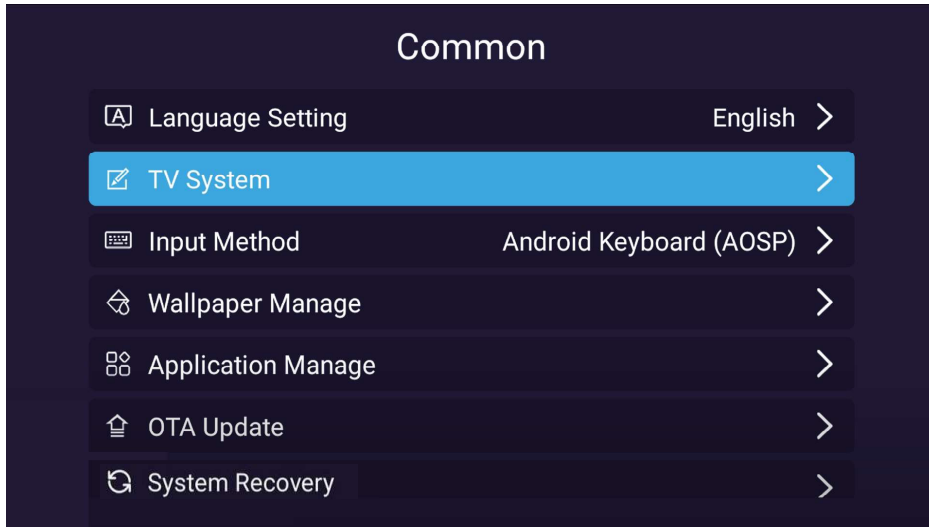 Common
Language Setting English
TV System
Input Method Android Keyboard (AOSP)
Wallpaper Manage
Application Manage
OTA Update
System Recovery